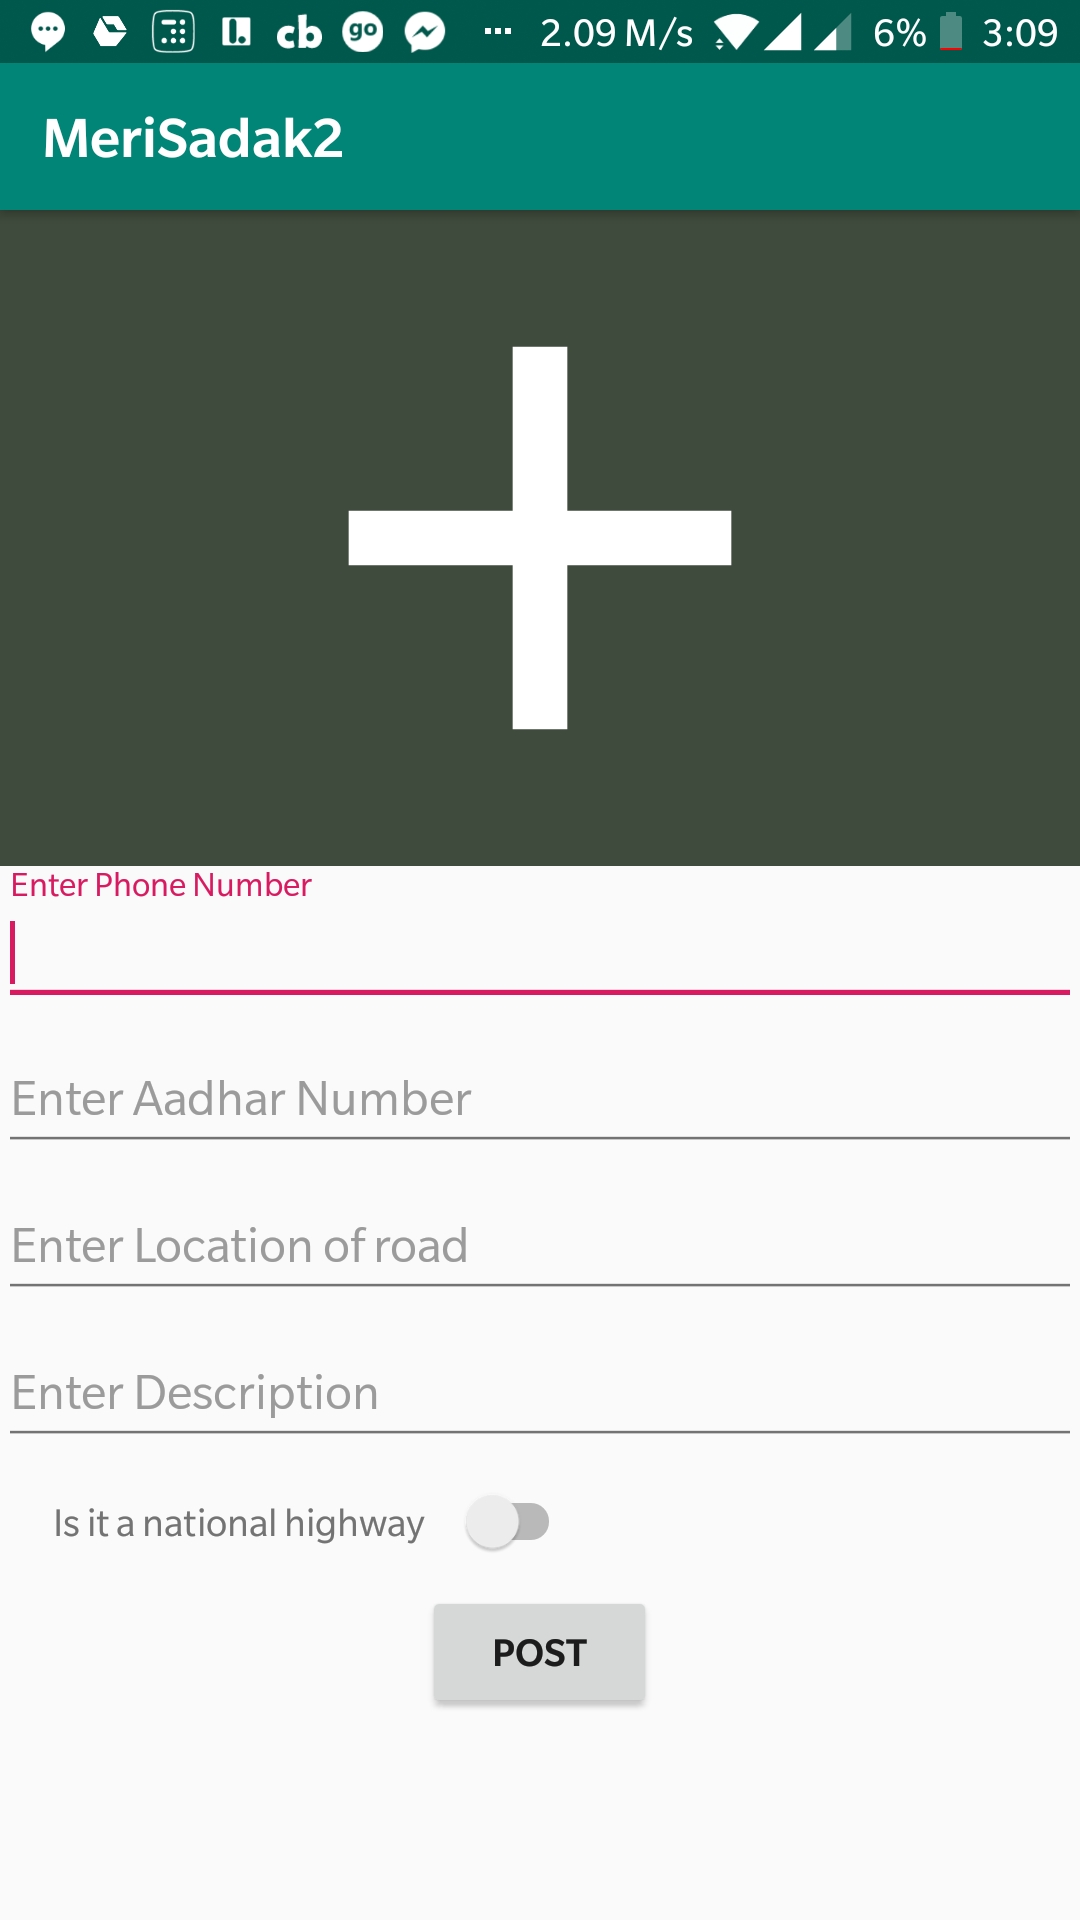 cb go 2.09 M/s 6% 3:09
MeriSadak2
Enter Phone Number
Enter Aadhar Number
Enter Location of road
Enter Description
Is it a national highway
POST